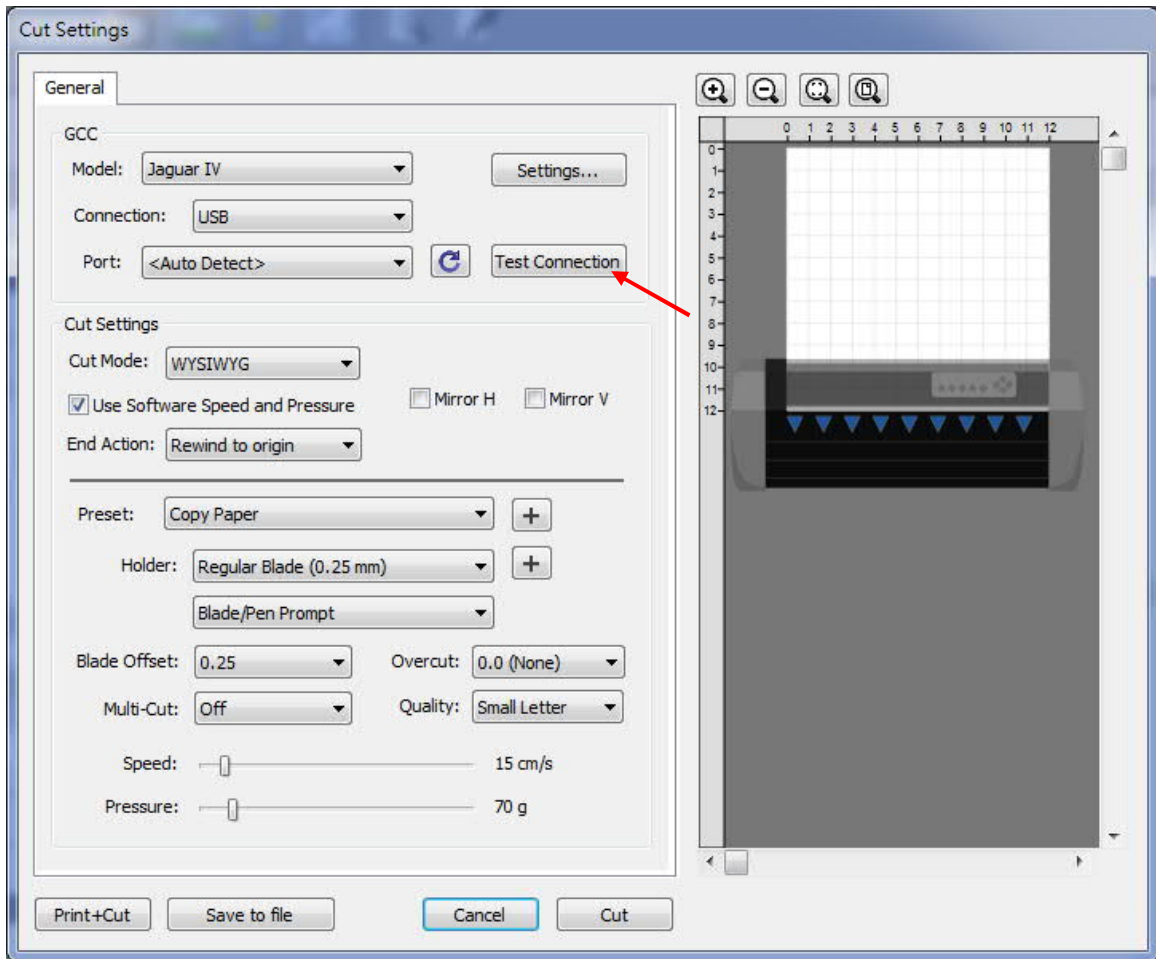 Cut Settings
General
GCC
Model: Jaguar IV Settings...
Connection: USB
Port: <Auto Detect> Test Connection
Cut Settings
Cut Mode: WYSIWYG
Use Software Speed and Pressure Mirror H Mirror V
End Action: Rewind to origin
Preset: Copy Paper
Holder: Regular Blade (0.25 mm)
Blade/Pen Prompt
Blade Offset: 0.25 Overcut: 0.0 (None)
Multi-Cut: Off Quality: Small Letter
Speed: 15 cm/s
Pressure: 70 g
Print+Cut Save to file Cancel Cut
0 1 2 3 4 5 6 7 8 9 10 11 12
0
1
2
3
4
5
6
7
8
9
10
11
12